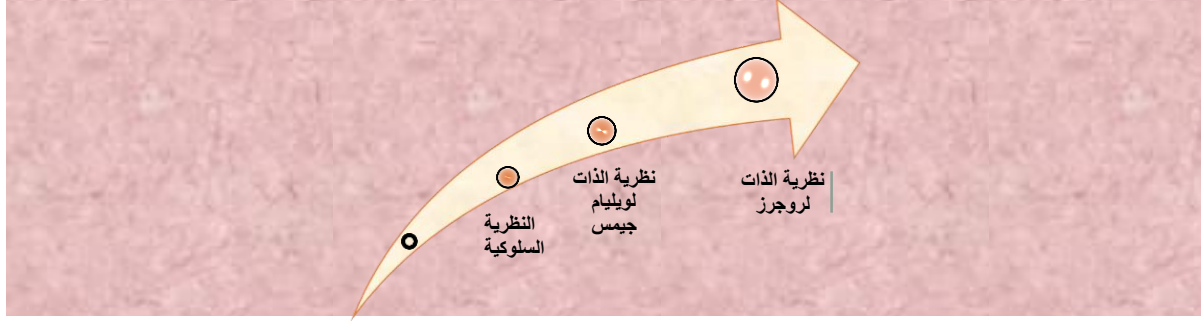 نظرية الذات
لروجرز
نظرية الذات
لويليام
جيمس
النظرية
السلوكية